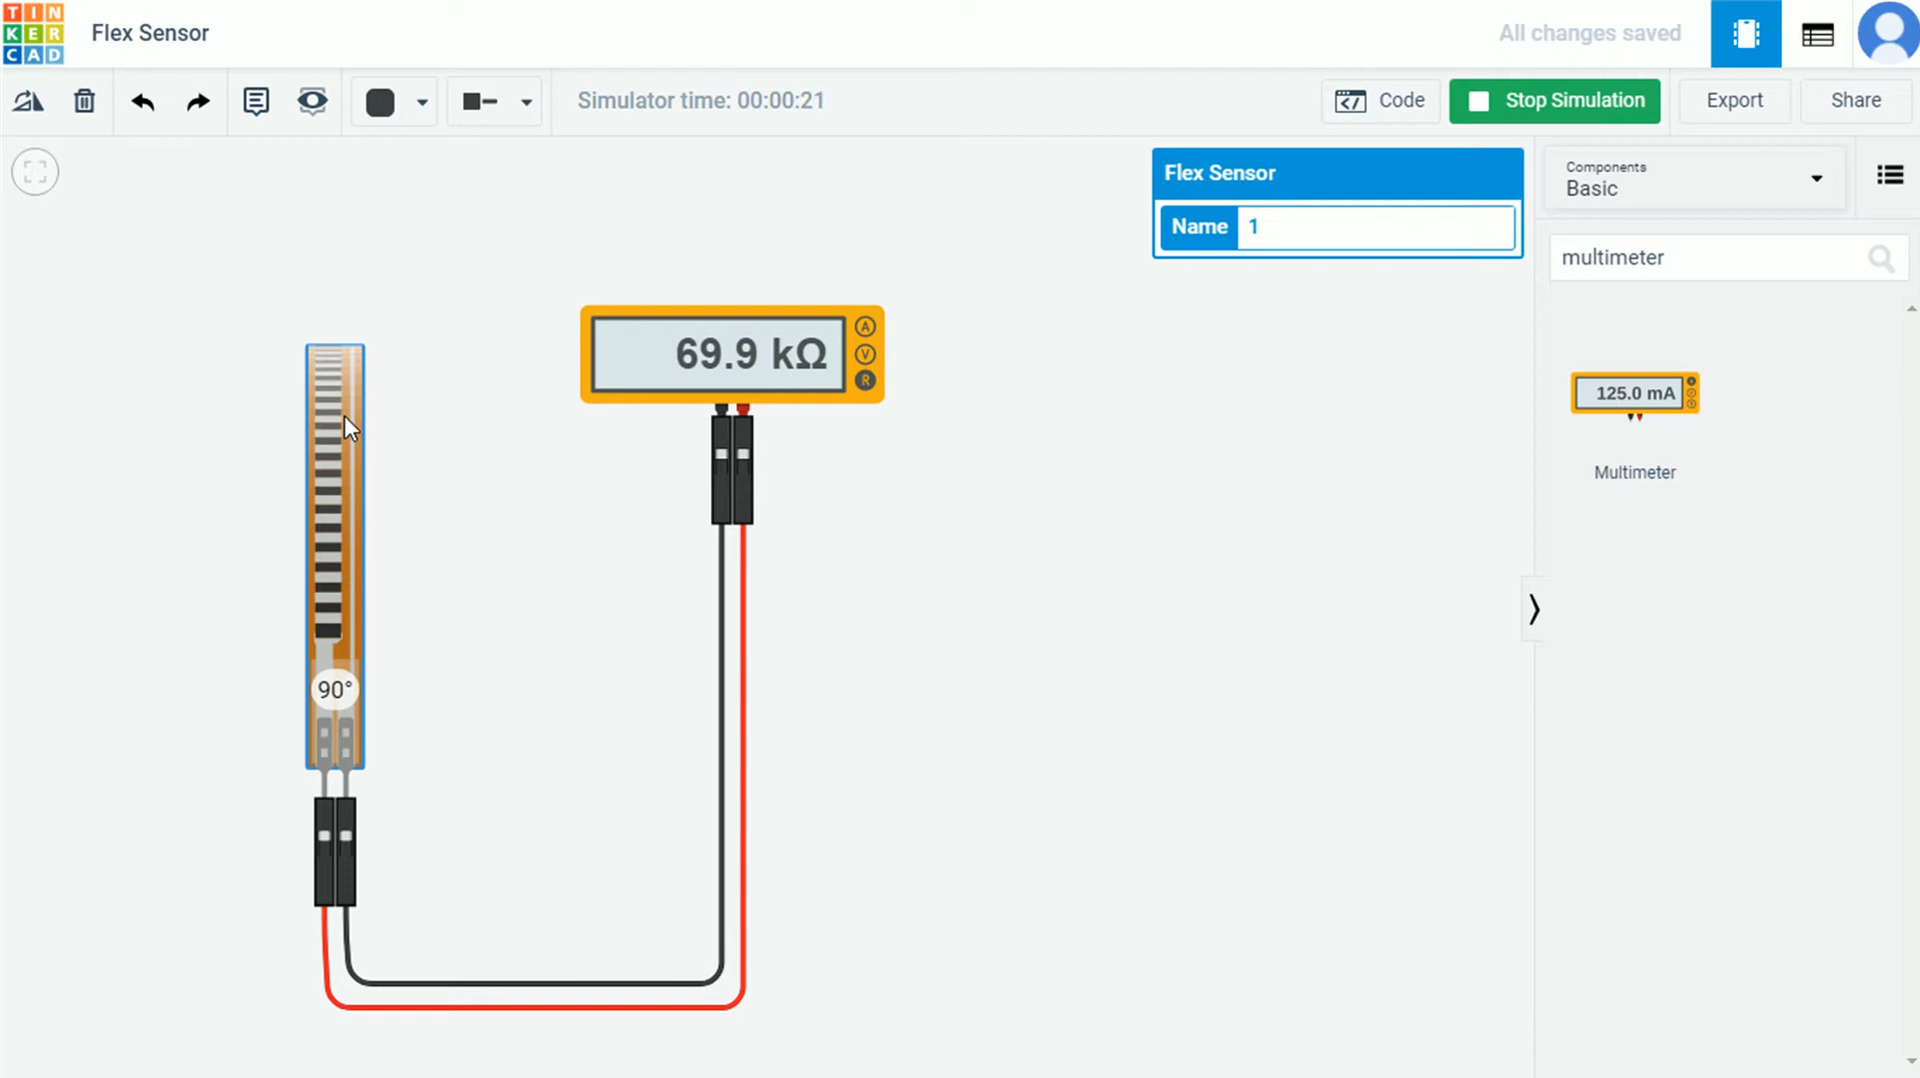 TIN
KER
CAD
Flex Sensor
All changes saved
Simulator time: 00:00:21
Code
Stop Simulation
Export
Share
Flex Sensor
Name 1
Components
Basic
multimeter
69.9 kΩ
A
V
R
125.0 mA
Multimeter
90°